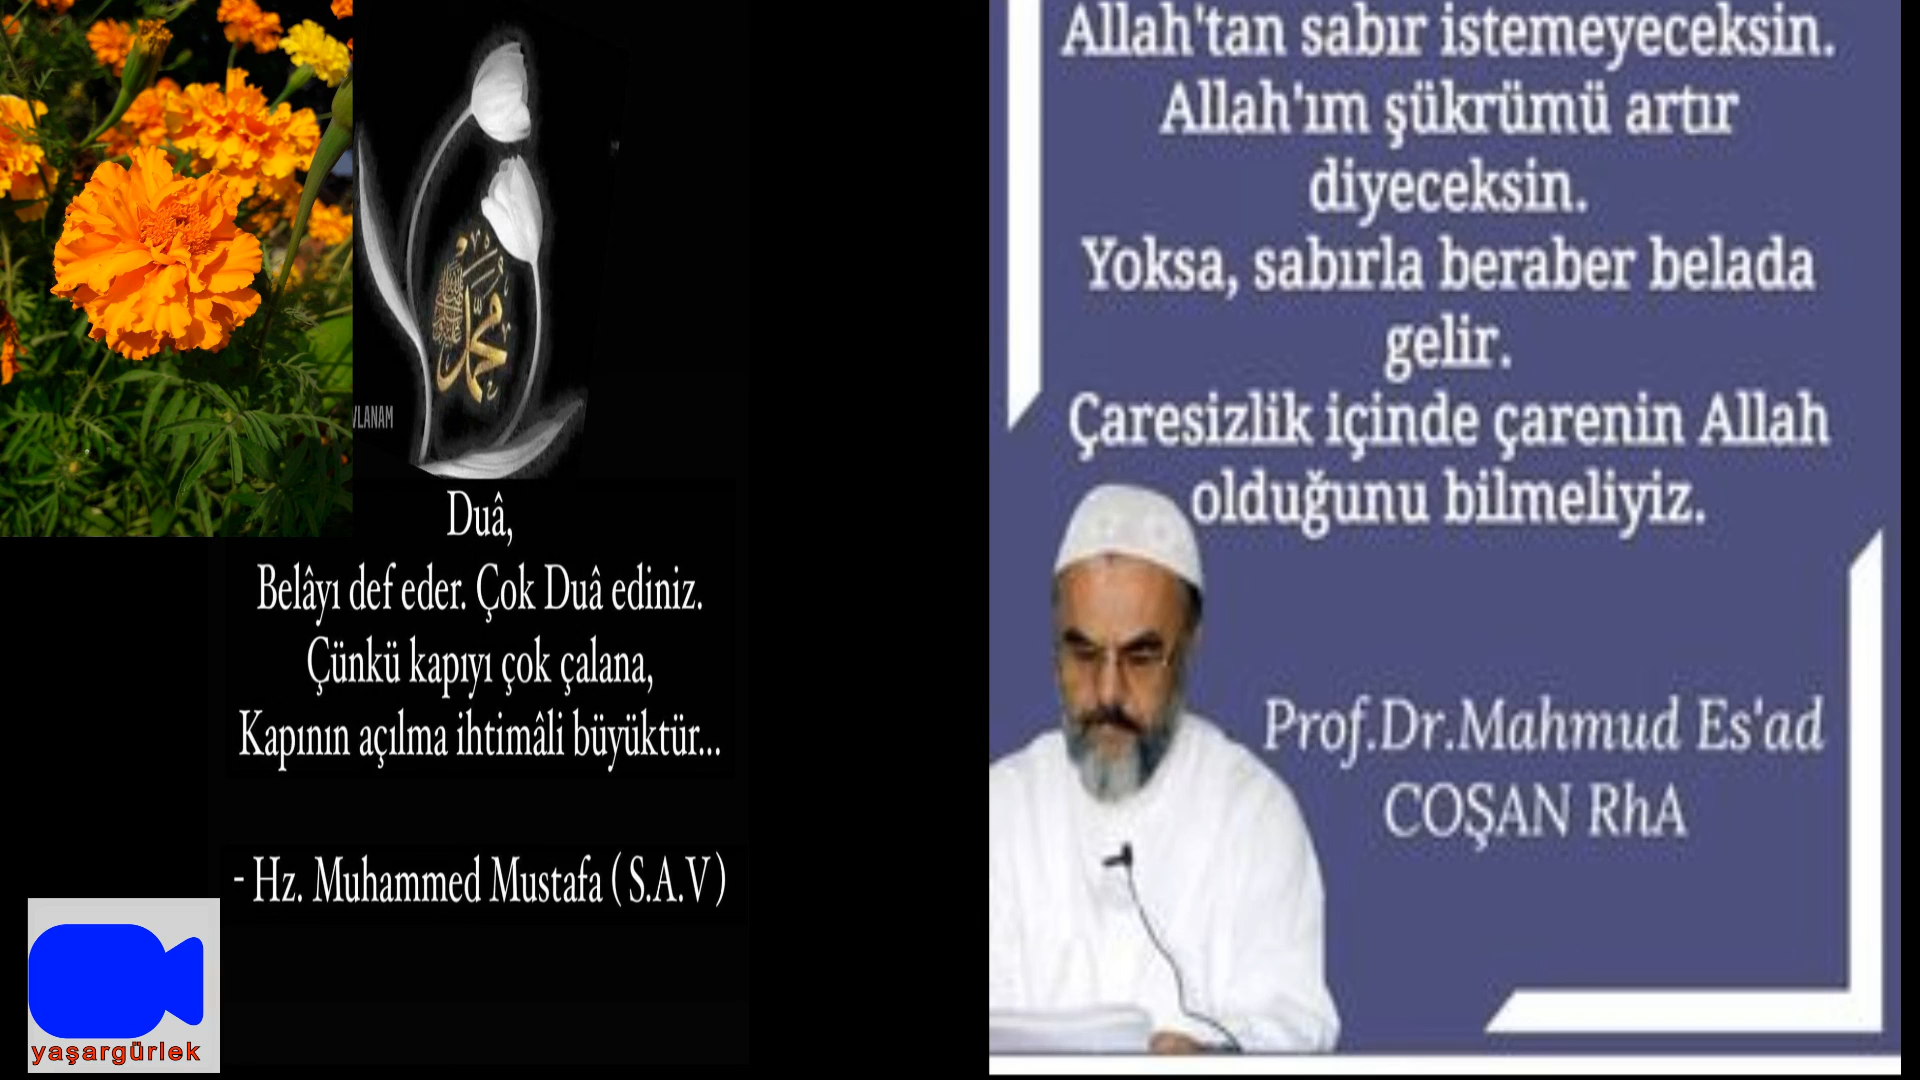 VLANAM
Duâ,
Belâyı def eder. Çok Duâ ediniz.
Çünkü kapıyı çok çalana,
Kapının açılma ihtimâli büyüktür...
- Hz. Muhammed Mustafa ( S.A.V )
yaşargürlek
Allah'tan sabır istemeyeceksin.
Allah'ım şükrümü artır
diyeceksin.
Yoksa, sabırla beraber belada
gelir.
Çaresizlik içinde çarenin Allah
olduğunu bilmeliyiz.
Prof.Dr.Mahmud Es'ad
COŞAN RhA